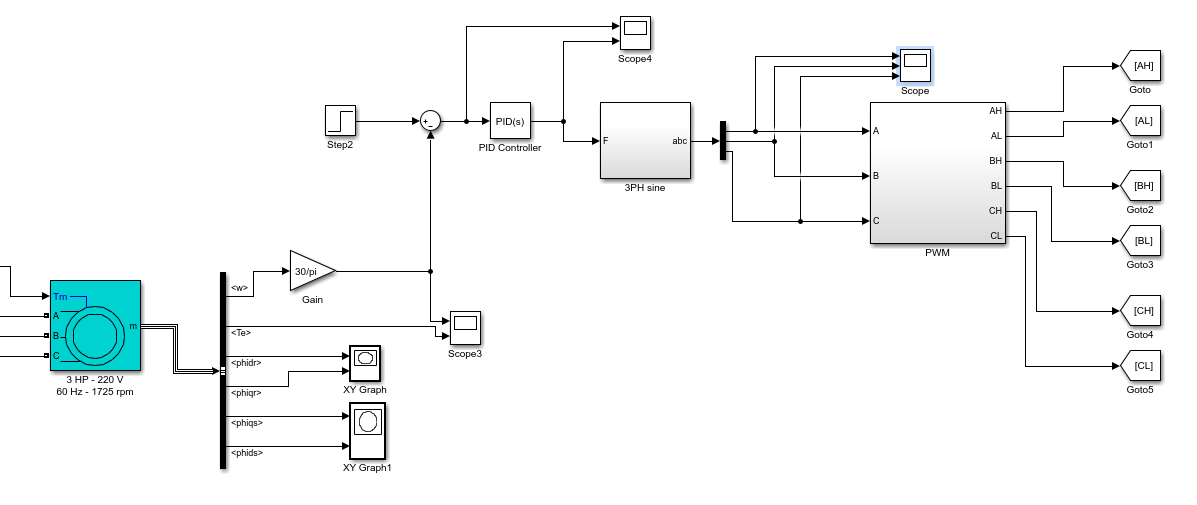 Scope4
Step2
+
-
PID(s)
PID Controller
F
abc
3PH sine
Scope
A
B
C
AH
AL
BH
BL
CH
CL
PWM
[AH]
Goto
[AL]
Goto1
[BH]
Goto2
[BL]
Goto3
[CH]
Goto4
[CL]
Goto5
Tm
A
B
C
m
3 HP - 220 V
60 Hz - 1725 rpm
<w>
30/pi
Gain
<Te>
Scope3
<phidr>
<phiqr>
XY Graph
<phiqs>
<phids>
XY Graph1